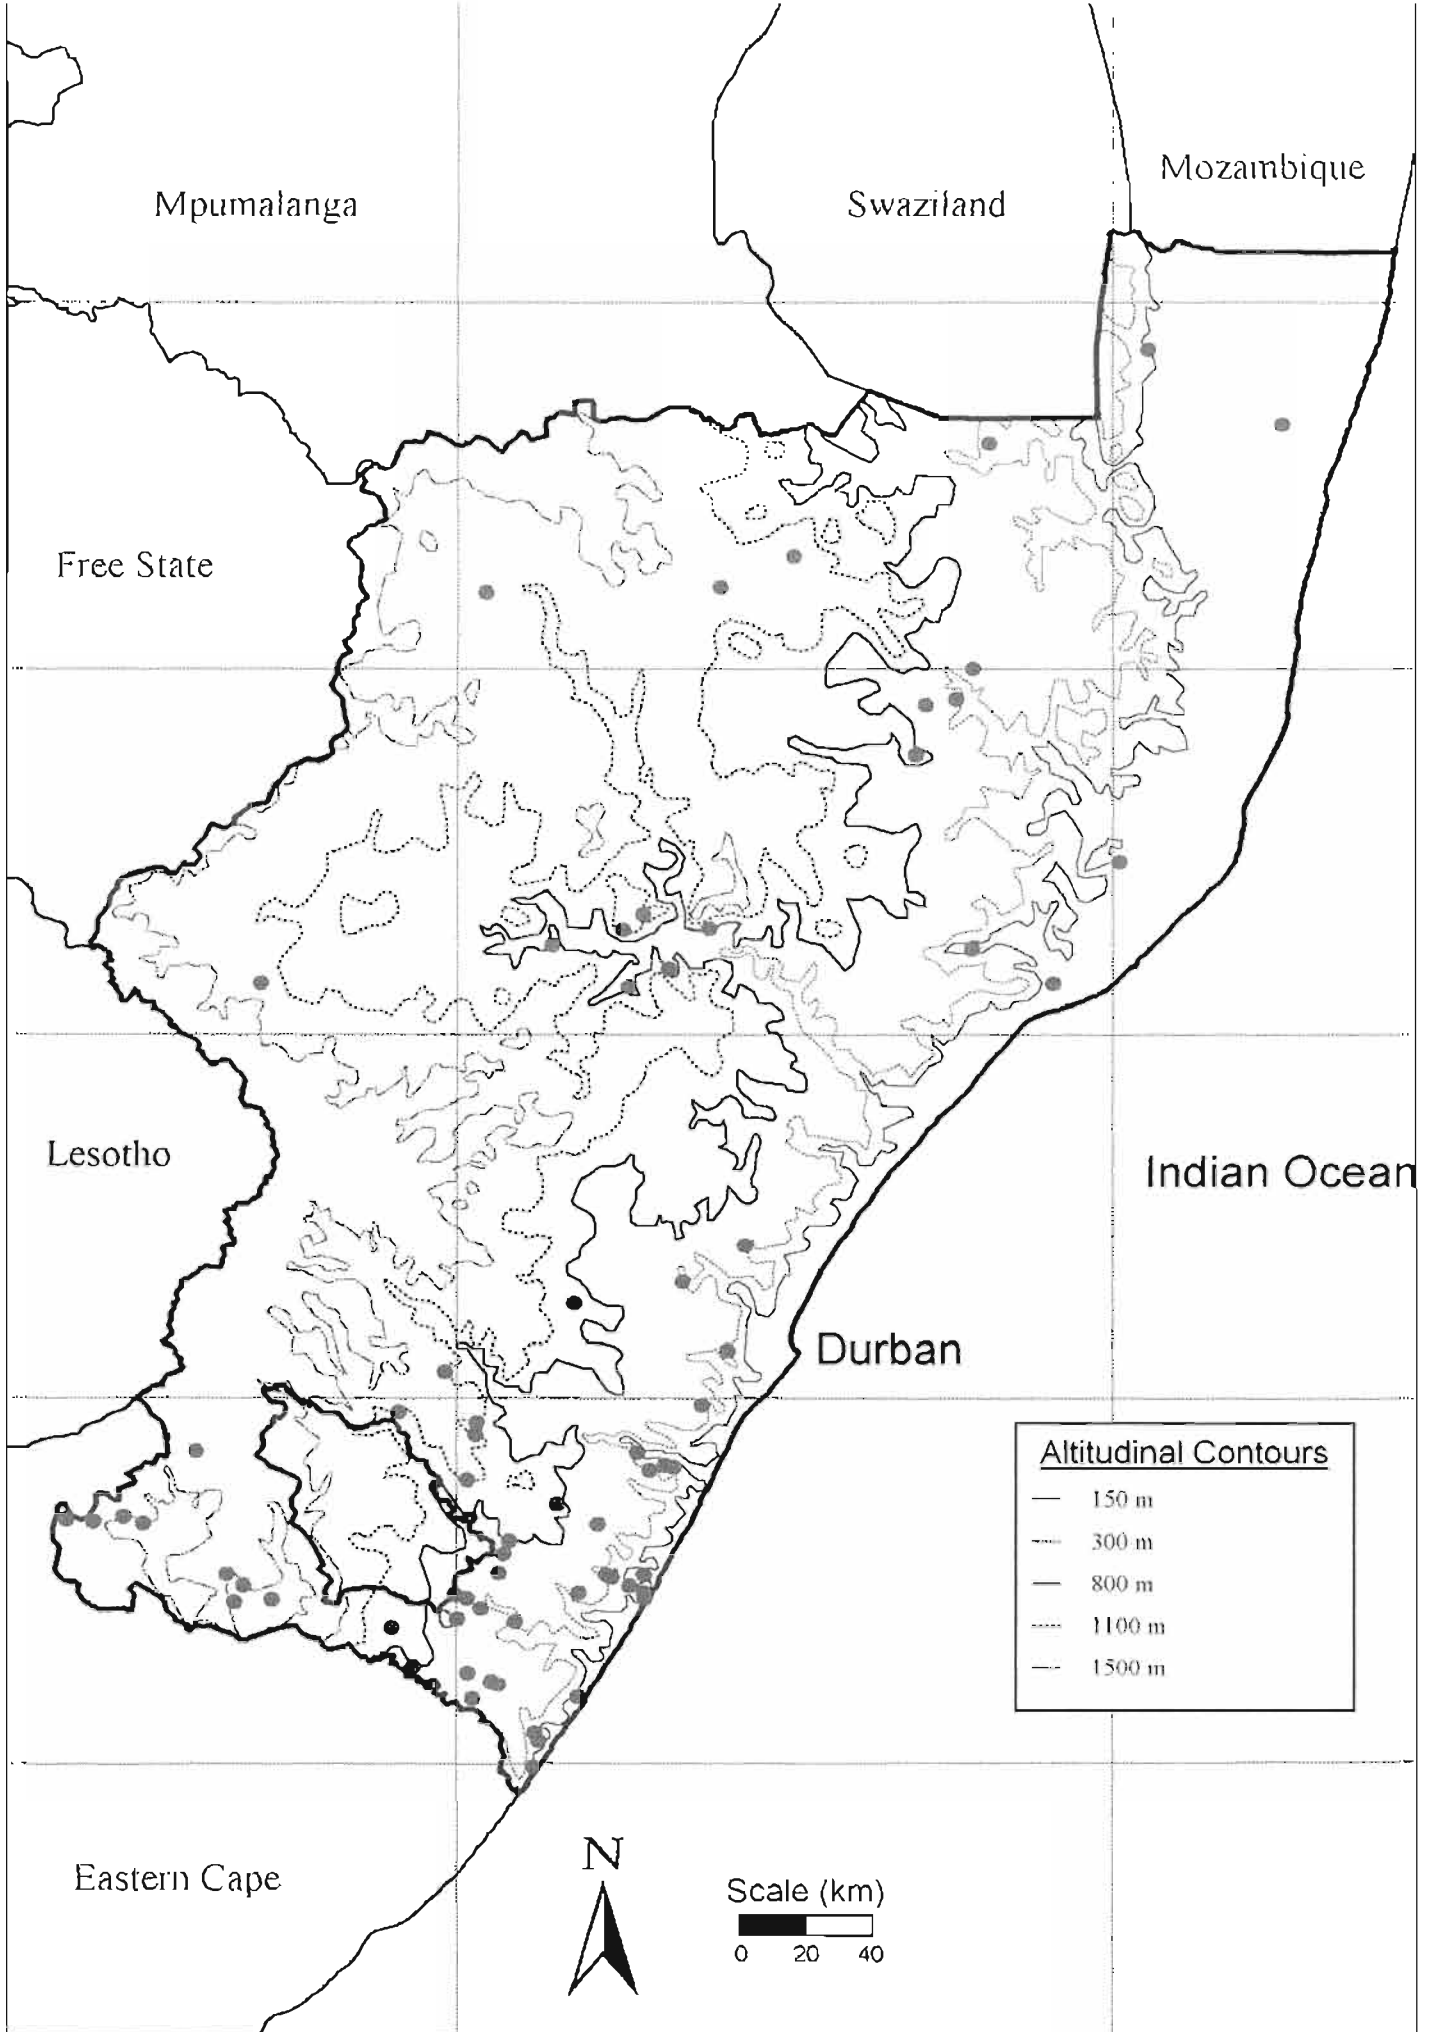 Mozambique
Mpumalanga
Swaziland
Free State
Lesotho
Indian Ocean
Durban
Altitudinal Contours
150 m
300 m
800 m
1100 m
1500 m
Eastern Cape
N
Scale (km)
0 20 40